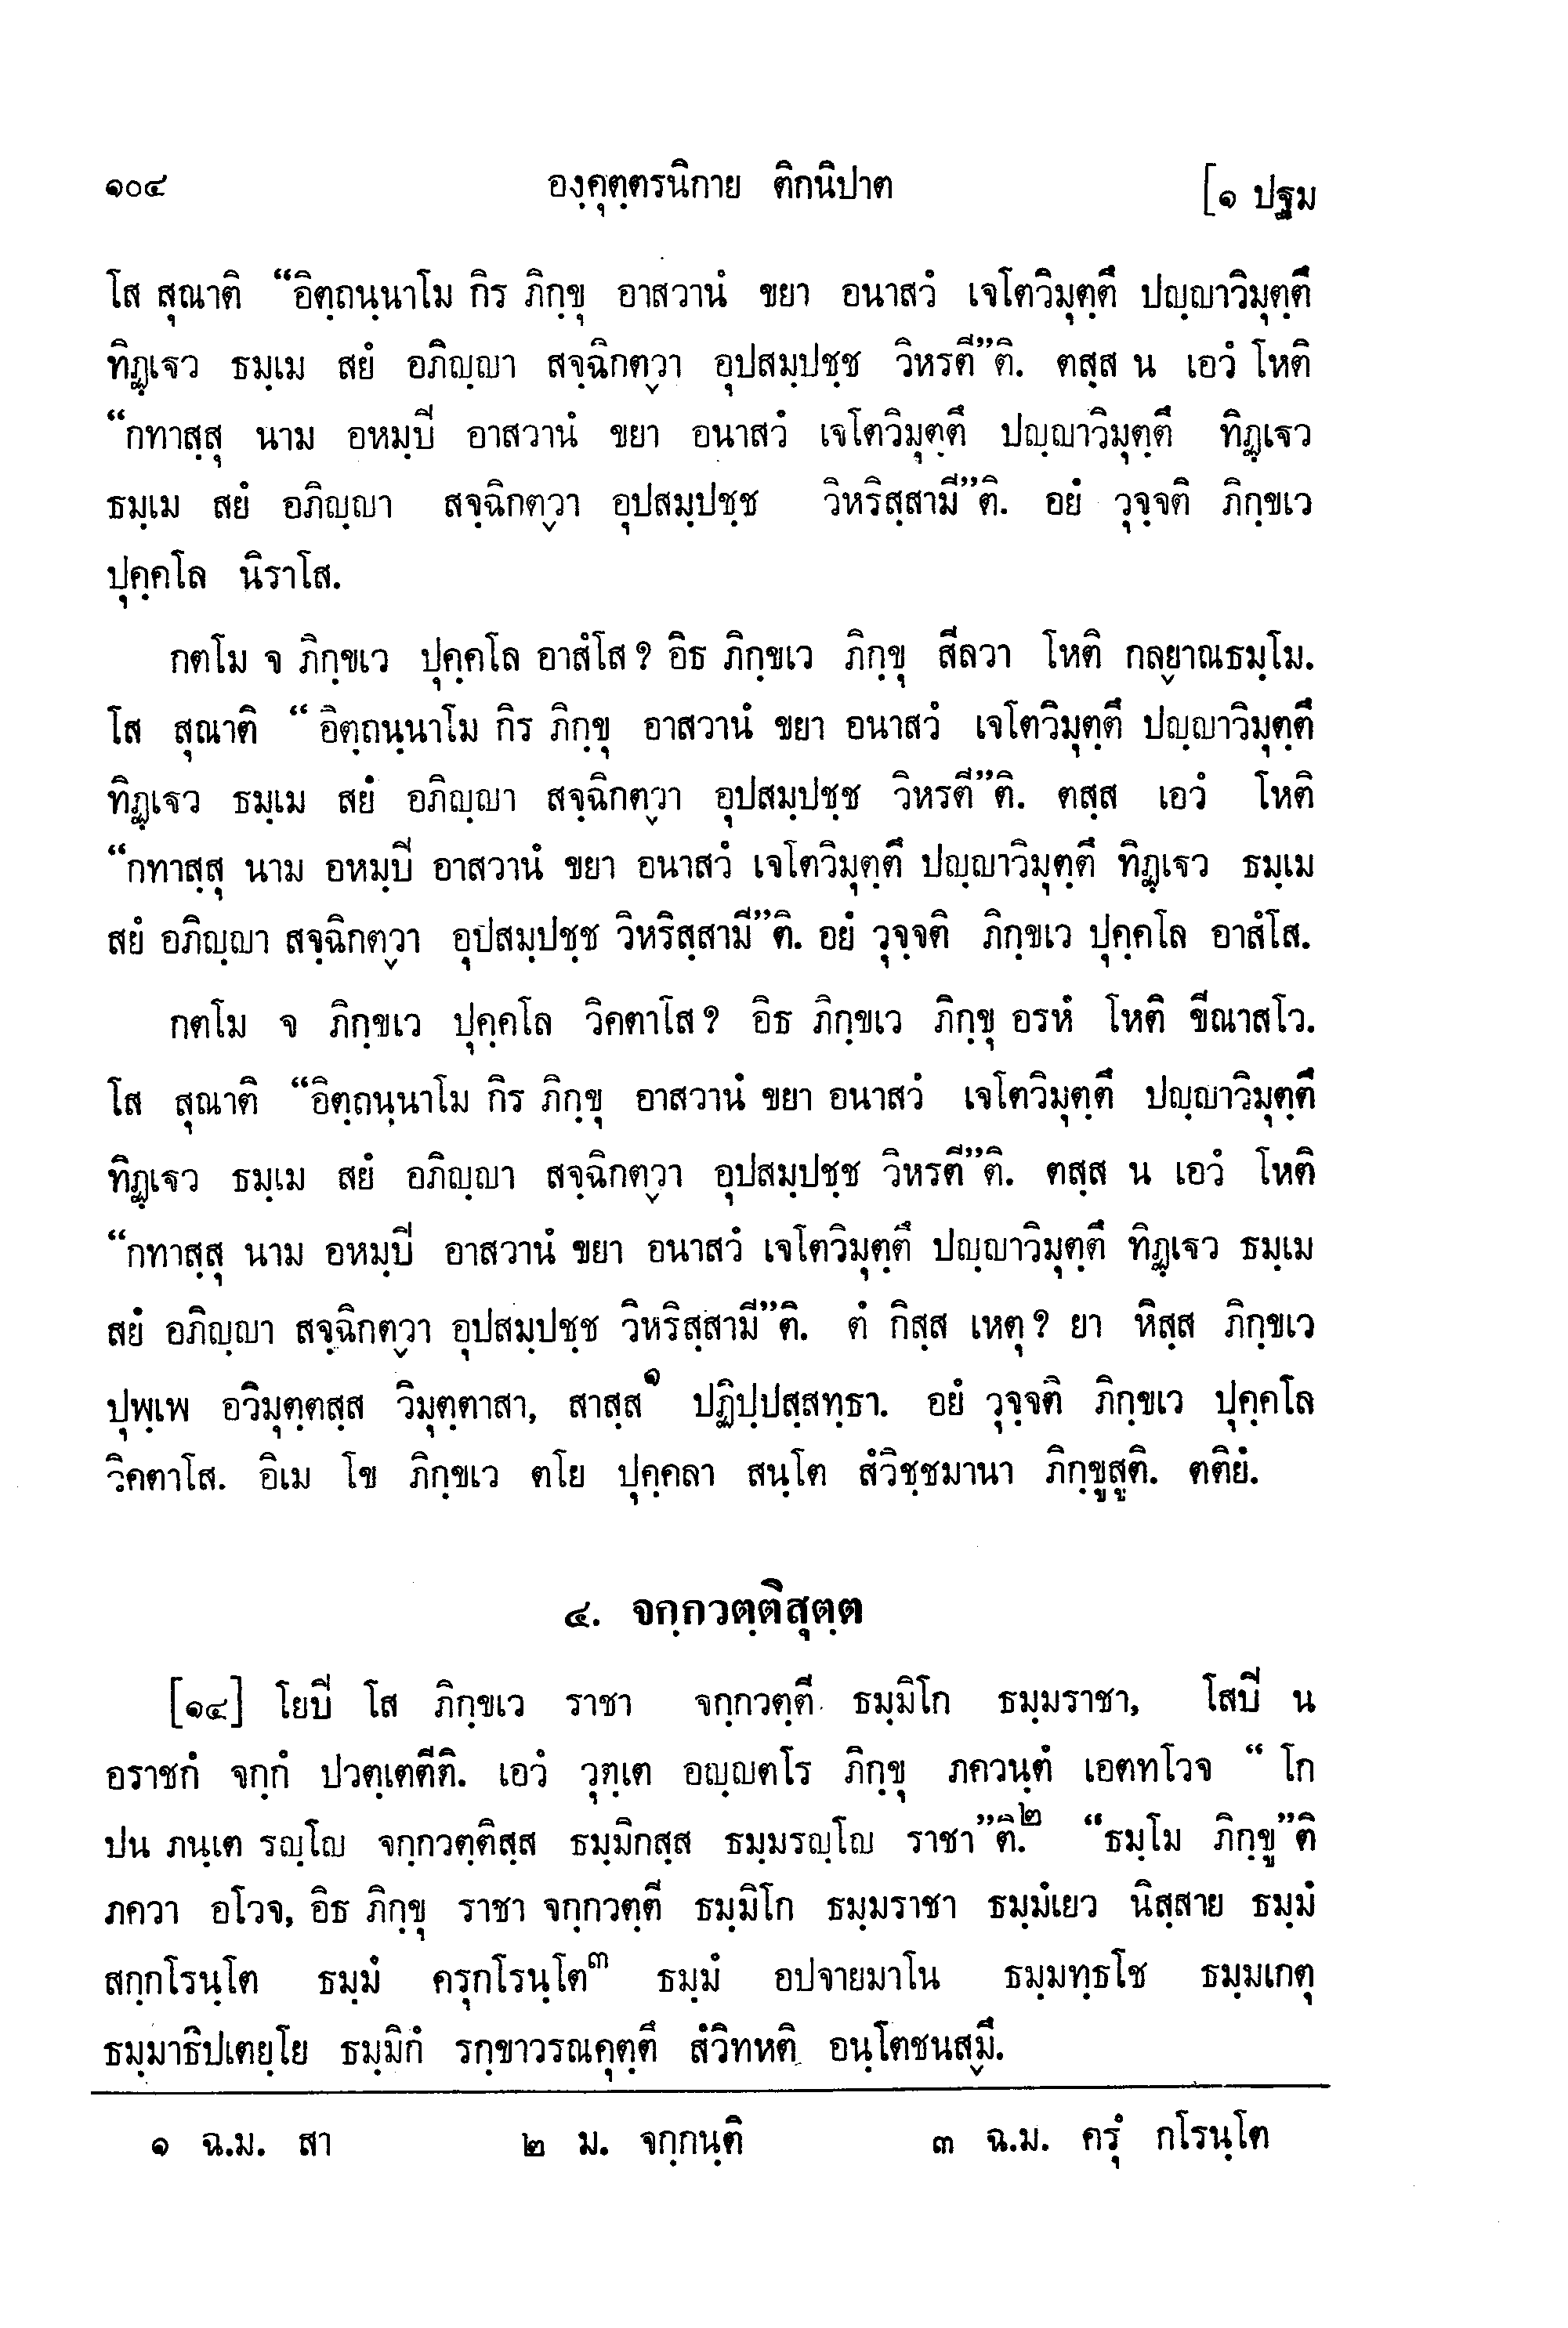 ๑๐๔ องฺคุตฺตรนิกาย ติกนิปาต [๑ ปฐม
โส สุณาติ “อิตฺถนฺนาโม กิร ภิกฺขุ อาสวานํ ขยา อนาสวํ เจโตวิมุตฺตึ ปญฺญาวิมุตฺตึ
ทิฏฺเฐว ธมฺเม สยํ อภิญฺญา สจฺฉิกตฺวา อุปสมฺปชฺช วิหรตี”ติ. ตสฺส น เอวํ โหติ
“กทาสฺสุ นาม อหมฺปิ อาสวานํ ขยา อนาสวํ เจโตวิมุตฺตึ ปญฺญาวิมุตฺตึ ทิฏฺเฐว
ธมฺเม สยํ อภิญฺญา สจฺฉิกตฺวา อุปสมฺปชฺช วิหริสฺสามี”ติ. อยํ วุจฺจติ ภิกฺขเว
ปุคฺคโล นิราโส.
กตโม จ ภิกฺขเว ปุคฺคโล อาสํโส ? อิธ ภิกฺขเว ภิกฺขุ สีลวา โหติ กลฺยาณธมฺโม.
โส สุณาติ “ อิตฺถนฺนาโม กิร ภิกฺขุ อาสวานํ ขยา อนาสวํ เจโตวิมุตฺตึ ปญฺญาวิมุตฺตึ
ทิฏฺเฐว ธมฺเม สยํ อภิญฺญา สจฺฉิกตฺวา อุปสมฺปชฺช วิหรตี”ติ. ตสฺส เอวํ โหติ
“กทาสฺสุ นาม อหมฺปิ อาสวานํ ขยา อนาสวํ เจโตวิมุตฺตึ ปญฺญาวิมุตฺตึ ทิฏฺเฐว ธมฺเม
สยํ อภิญฺญา สจฺฉิกตฺวา อุปสมฺปชฺช วิหริสฺสามี”ติ. อยํ วุจฺจติ ภิกฺขเว ปุคฺคโล อาสํโส.
กตโม จ ภิกฺขเว ปุคฺคโล วิคตาโส ? อิธ ภิกฺขเว ภิกฺขุ อรหํ โหติ ขีณาสโว.
โส สุณาติ “อิตฺถนฺนาโม กิร ภิกฺขุ อาสวานํ ขยา อนาสวํ เจโตวิมุตฺตึ ปญฺญาวิมุตฺตึ
ทิฏฺเฐว ธมฺเม สยํ อภิญฺญา สจฺฉิกตฺวา อุปสมฺปชฺช วิหรตี”ติ. ตสฺส น เอวํ โหติ
“กทาสฺสุ นาม อหมฺปิ อาสวานํ ขยา อนาสวํ เจโตวิมุตฺตึ ปญฺญาวิมุตฺตึ ทิฏฺเฐว ธมฺเม
สยํ อภิญฺญา สจฺฉิกตฺวา อุปสมฺปชฺช วิหริสฺสามี”ติ. ตํ กิสฺส เหตุ ? ยา หิสฺส ภิกฺขเว
ปุพฺเพ อวิมุตฺตสฺส วิมุตฺตาสา, สาสฺส๑ ปฏิปฺปสฺสทฺธา. อยํ วุจฺจติ ภิกฺขเว ปุคฺคโล
วิคตาโส. อิเม โข ภิกฺขเว ตโย ปุคฺคลา สนฺโต สํวิชฺชมานา ภิกฺขูสูติ. ตติยํ.
๔. จกฺกวตฺติสุตฺต
[๑๔] โยปิ โส ภิกฺขเว ราชา จกฺกวตฺตี ธมฺมิโก ธมฺมราชา, โสปิ น
อราชกํ จกฺกํ ปวตฺเตตีติ. เอวํ วุตฺเต อญฺญตโร ภิกฺขุ ภควนฺตํ เอตทโวจ “ โก
ปน ภนฺเต รญฺโญ จกฺกวตฺติสฺส ธมฺมิกสฺส ธมฺมรญฺโญ ราชา”ติ.๒ “ธมฺโม ภิกฺขู”ติ
ภควา อโวจ, อิธ ภิกฺขุ ราชา จกฺกวตฺตี ธมฺมิโก ธมฺมราชา ธมฺมํเยว นิสฺสาย ธมฺมํ
สกฺกโรนฺโต ธมฺมํ ครุกโรนฺโต๓ ธมฺมํ อปจายมาโน ธมฺมทฺธโช ธมฺมเกตุ
ธมฺมาธิปเตยฺโย ธมฺมิกํ รกฺขาวรณคุตฺตึ สํวิทหติ อนฺโตชนสฺมึ.
๑ ฉ.ม. สา ๒ ม. จกฺกนฺติ ๓ ฉ.ม. ครุํ กโรนฺโต